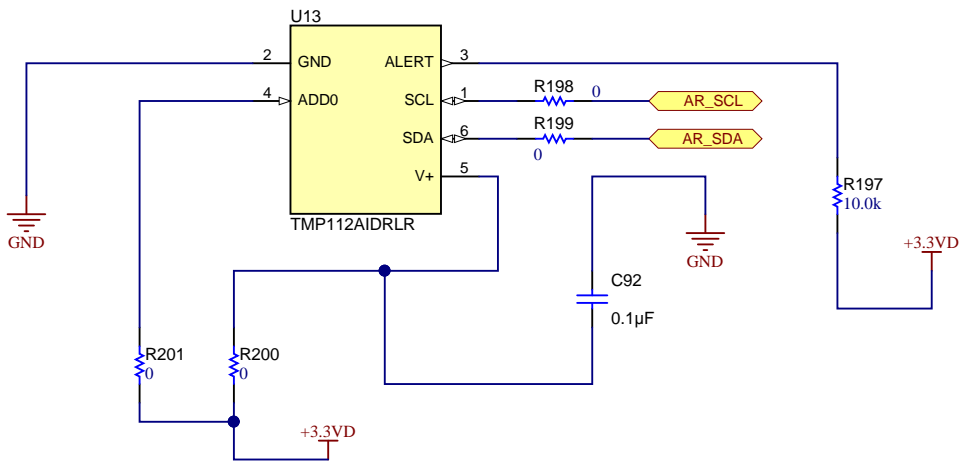 U13
2 GND
ALERT 3
4 ADD0
SCL 1
R198 0
AR_SCL
SDA 6
R199
0
AR_SDA
V+ 5
TMP112AIDRLR
GND
R197
10.0k
+3.3VD
GND
C92
0.1µF
R201
0
R200
0
+3.3VD